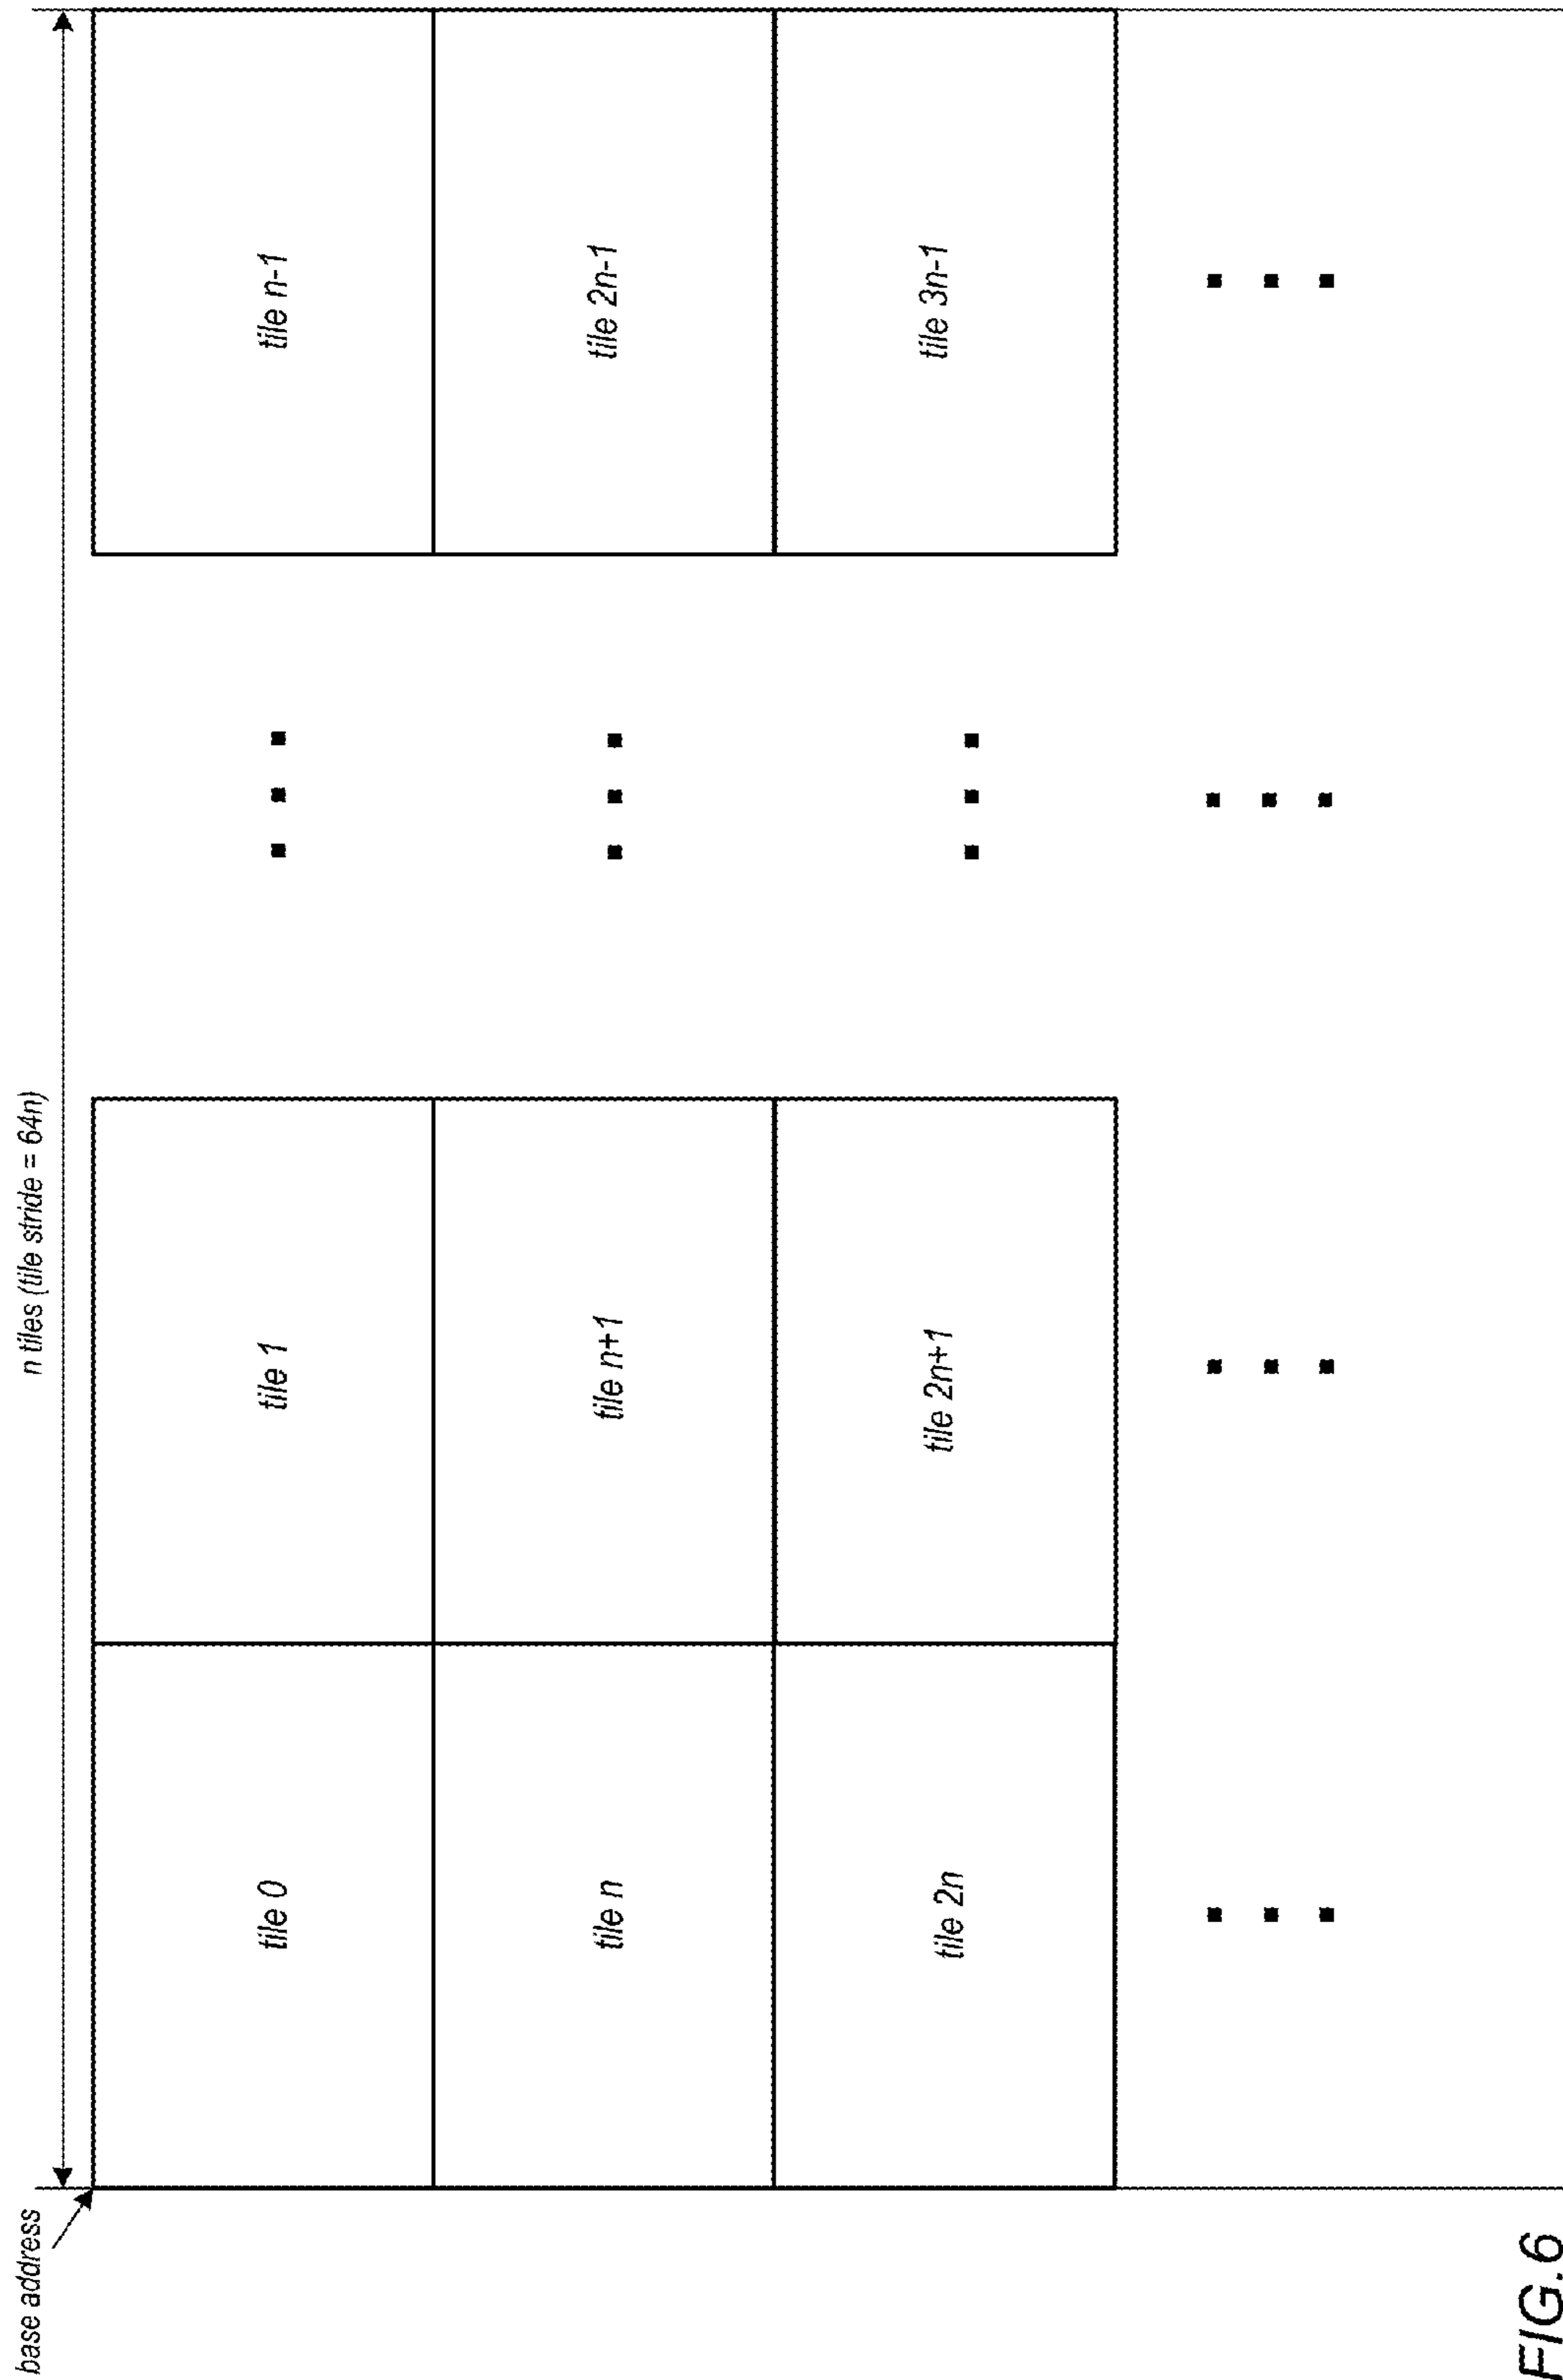 base address
n tiles (tile stride = 64n)
tile 0
tile 1
tile n-1
tile n
tile n+1
tile 2n-1
tile 2n
tile 2n+1
tile 3n-1
FIG.6